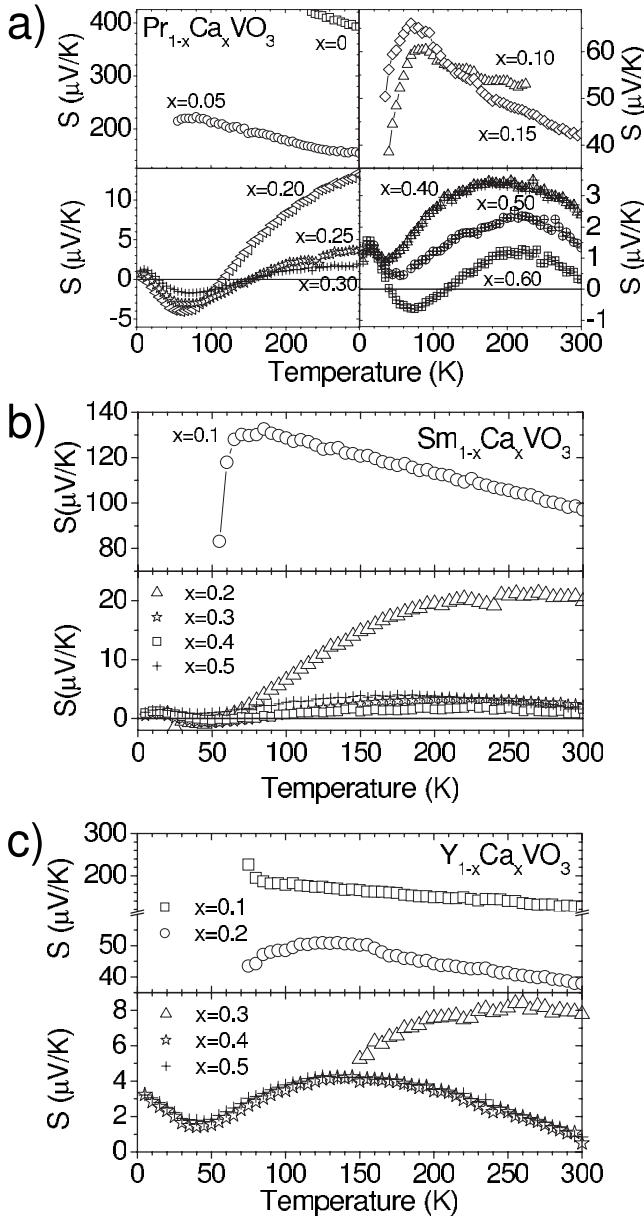 a)
Pr1-xCaxVO3
S (μV/K)
400
300
200
x=0
x=0.05
x=0.10
x=0.15
60
50
40
S (μV/K)
S (μV/K)
10
5
0
-5
x=0.20
x=0.25
x=0.30
x=0.40
x=0.50
x=0.60
3
2
1
0
-1
S (μV/K)
0 100 200 0 100 200 300
Temperature (K)
b)
Sm1-xCaxVO3
S(μV/K)
140
120
100
80
x=0.1
S(μV/K)
20
10
0
x=0.2
x=0.3
x=0.4
x=0.5
0 50 100 150 200 250 300
Temperature (K)
c)
Y1-xCaxVO3
S (μV/K)
300
200
50
40
x=0.1
x=0.2
S (μV/K)
8
6
4
2
0
x=0.3
x=0.4
x=0.5
0 50 100 150 200 250 300
Temperature (K)